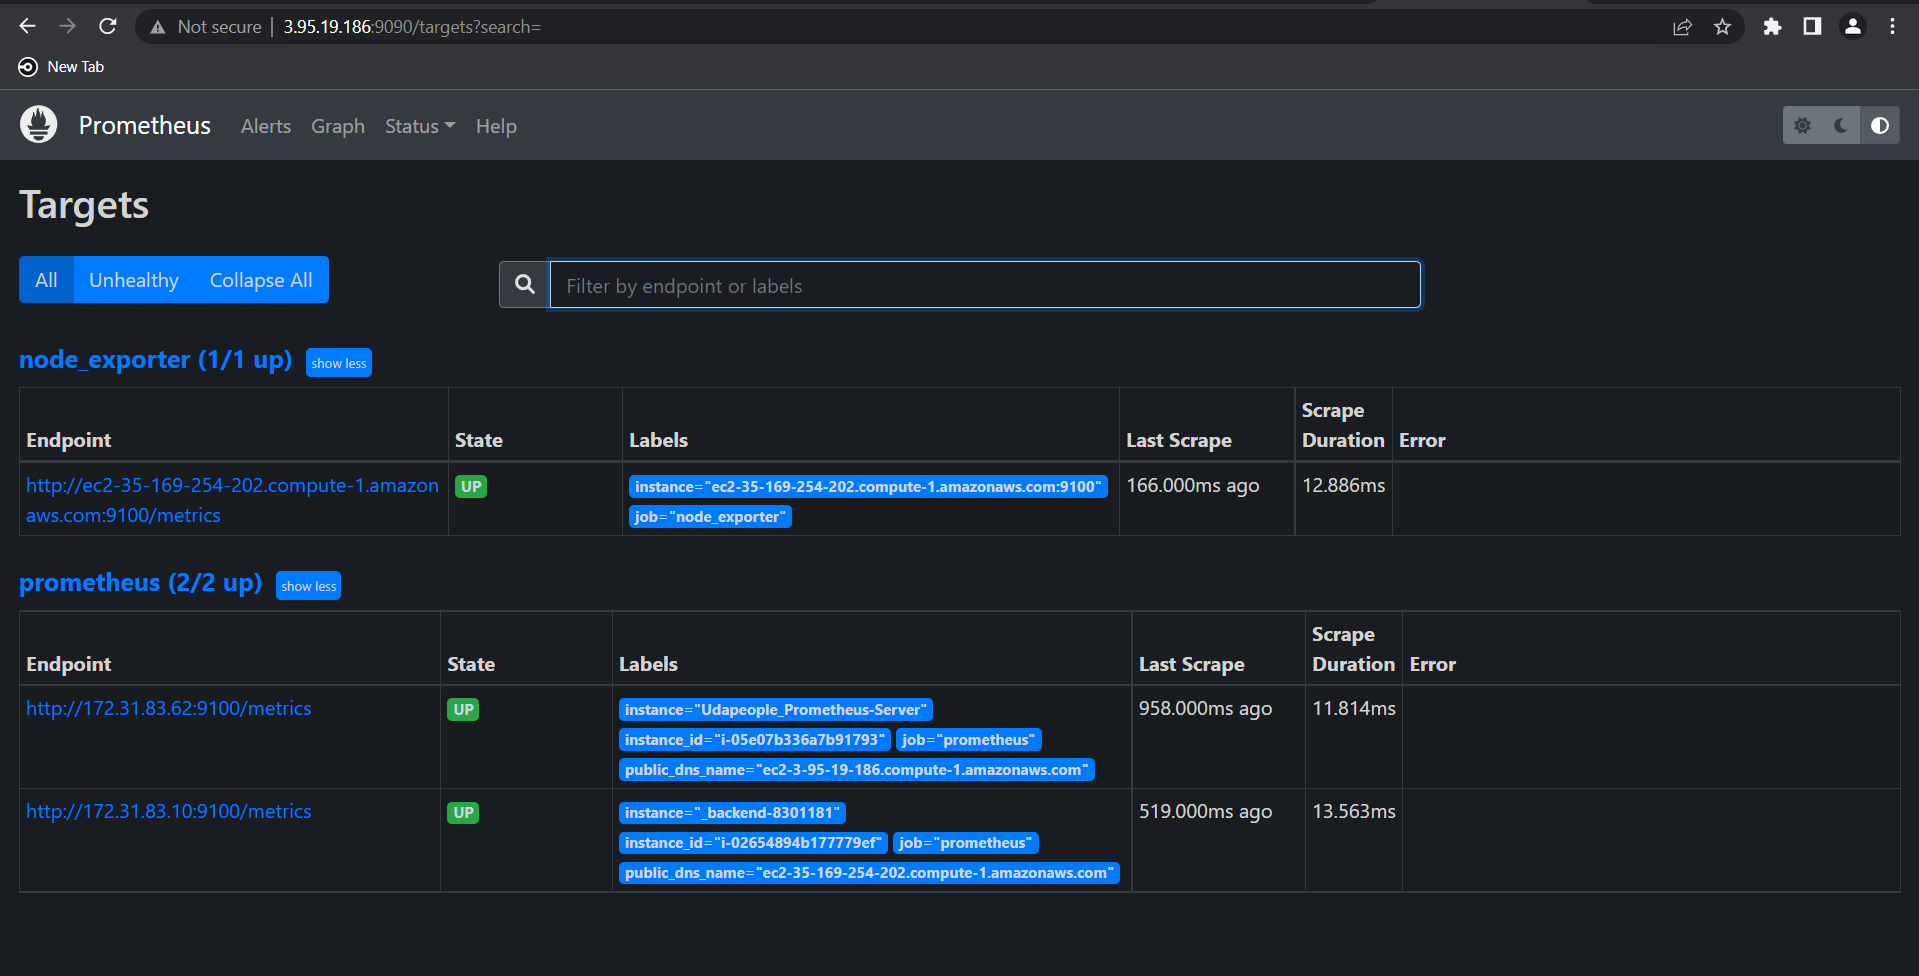 Not secure | 3.95.19.186:9090/targets?search=
New Tab
Prometheus Alerts Graph Status Help
Targets
All Unhealthy Collapse All
Filter by endpoint or labels
node_exporter (1/1 up) show less
Endpoint State Labels Last Scrape Scrape Duration Error
http://ec2-35-169-254-202.compute-1.amazon
aws.com:9100/metrics
UP
instance="ec2-35-169-254-202.compute-1.amazonaws.com:9100"
job="node_exporter"
166.000ms ago
12.886ms
prometheus (2/2 up) show less
Endpoint State Labels Last Scrape Scrape Duration Error
http://172.31.83.62:9100/metrics
UP
instance="Udapeople_Prometheus-Server"
instance_id="i-05e07b336a7b91793" job="prometheus"
public_dns_name="ec2-3-95-19-186.compute-1.amazonaws.com"
958.000ms ago
11.814ms
http://172.31.83.10:9100/metrics
UP
instance="_backend-8301181"
instance_id="i-02654894b177779ef" job="prometheus"
public_dns_name="ec2-35-169-254-202.compute-1.amazonaws.com"
519.000ms ago
13.563ms